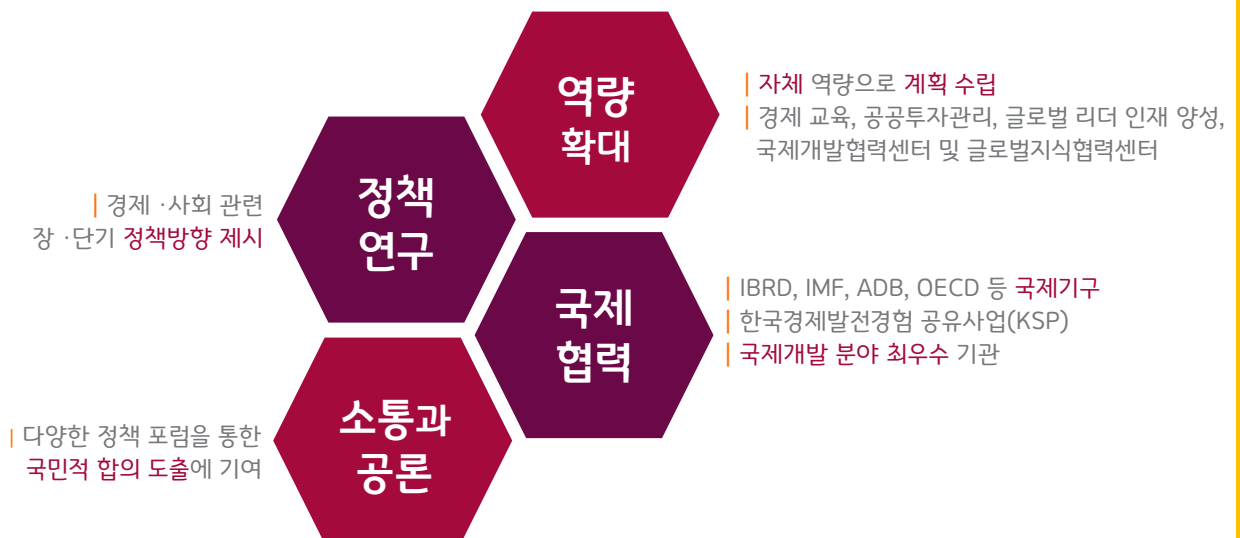 역량
확대
| 자체 역량으로 계획 수립
| 경제 교육, 공공투자관리, 글로벌 리더 인재 양성,
국제개발협력센터 및 글로벌지식협력센터
정책
연구
| 경제 ·사회 관련
장 ·단기 정책방향 제시
국제
협력
| IBRD, IMF, ADB, OECD 등 국제기구
| 한국경제발전경험 공유사업(KSP)
| 국제개발 분야 최우수 기관
소통과
공론
| 다양한 정책 포럼을 통한
국민적 합의 도출에 기여